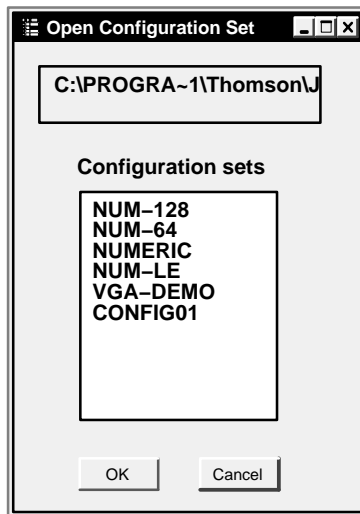 Open Configuration Set
C:\PROGRA~1\Thomson\J
Configuration sets
NUM–128
NUM–64
NUMERIC
NUM–LE
VGA–DEMO
CONFIG01
OK Cancel